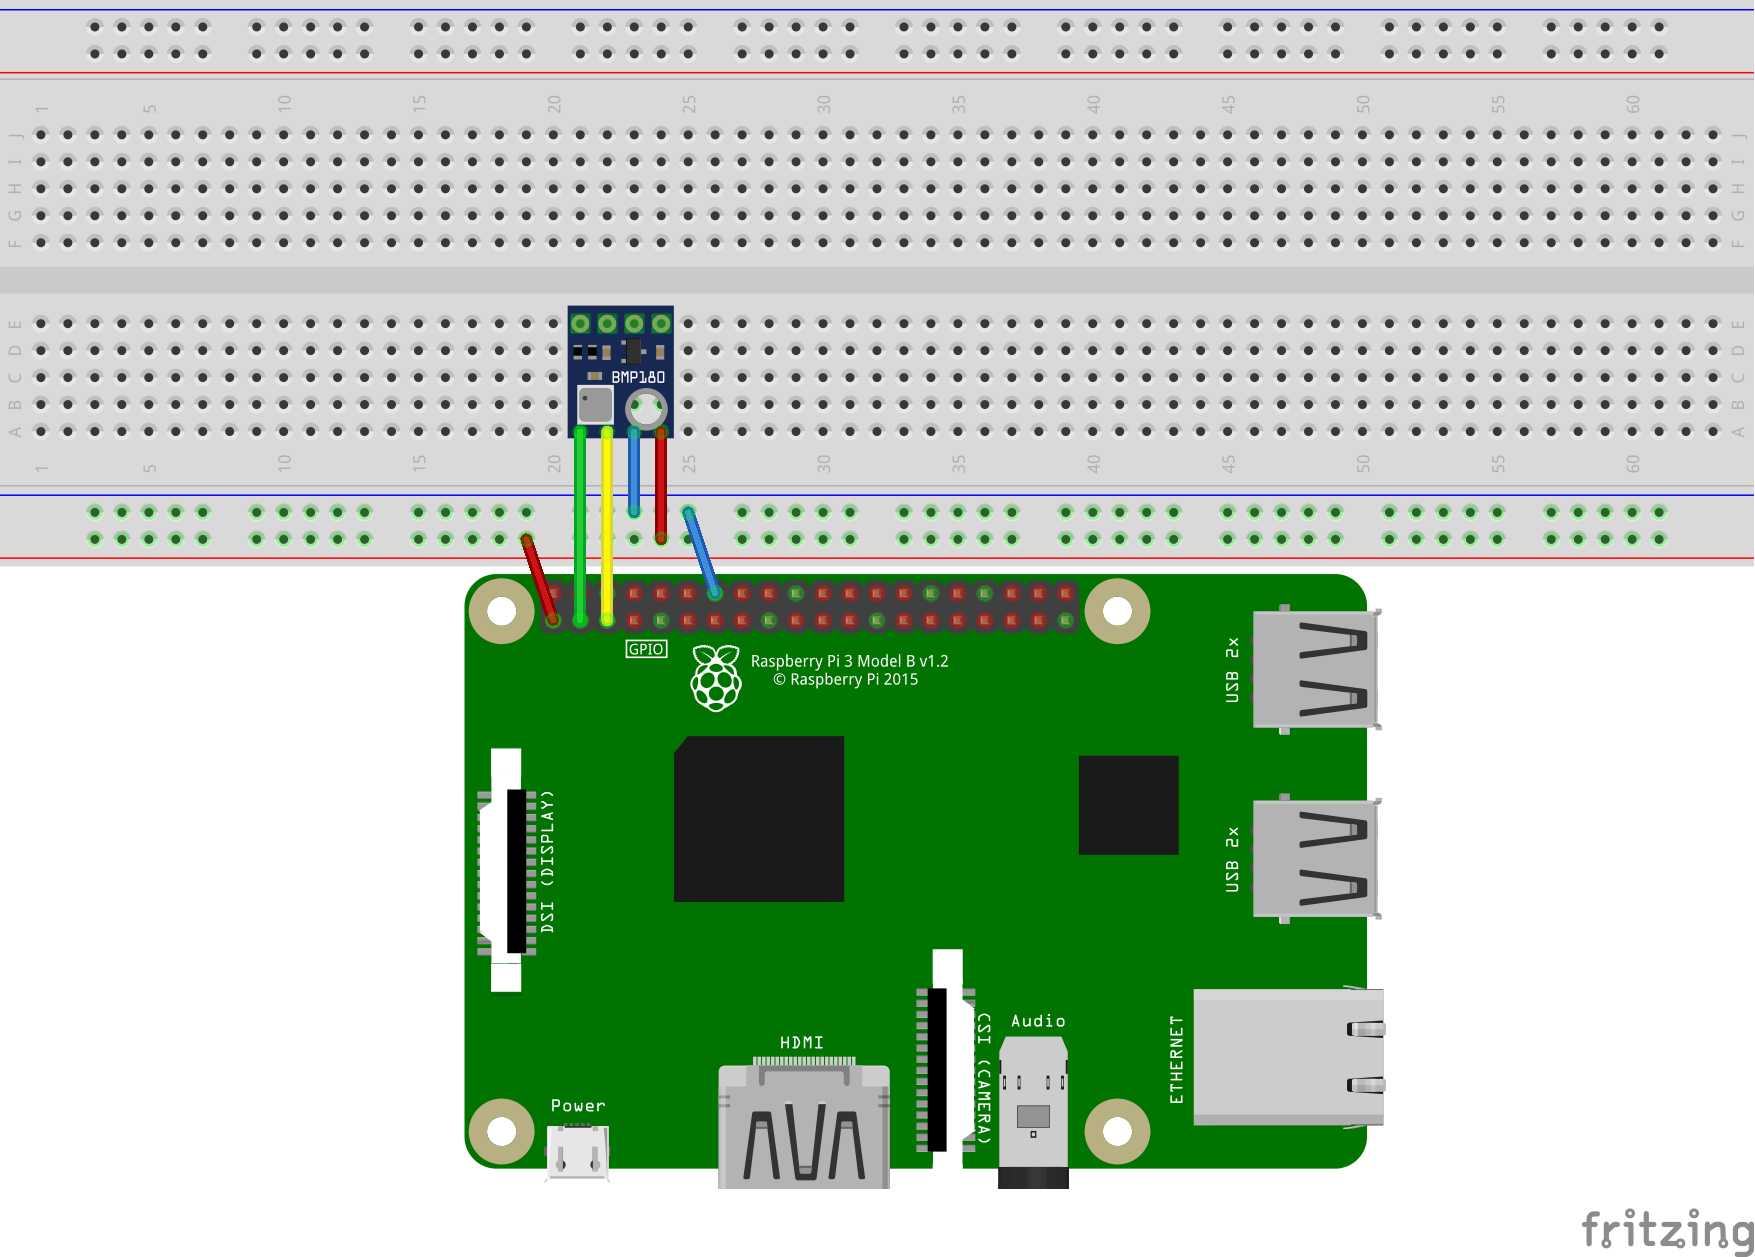 1 5 10 15 20 25 30 35 40 45 50 55 60
J J
I I
H H
G G
F F
E E
D D
C C
BMP180
B B
A A
1 5 10 15 20 25 30 35 40 45 50 55 60
GPIO
Raspberry Pi 3 Model B v1.2
© Raspberry Pi 2015
USB 2x
DSI (DISPLAY)
USB 2x
HDMI
CSI (CAMERA)
Audio
ETHERNET
Power
fritzing